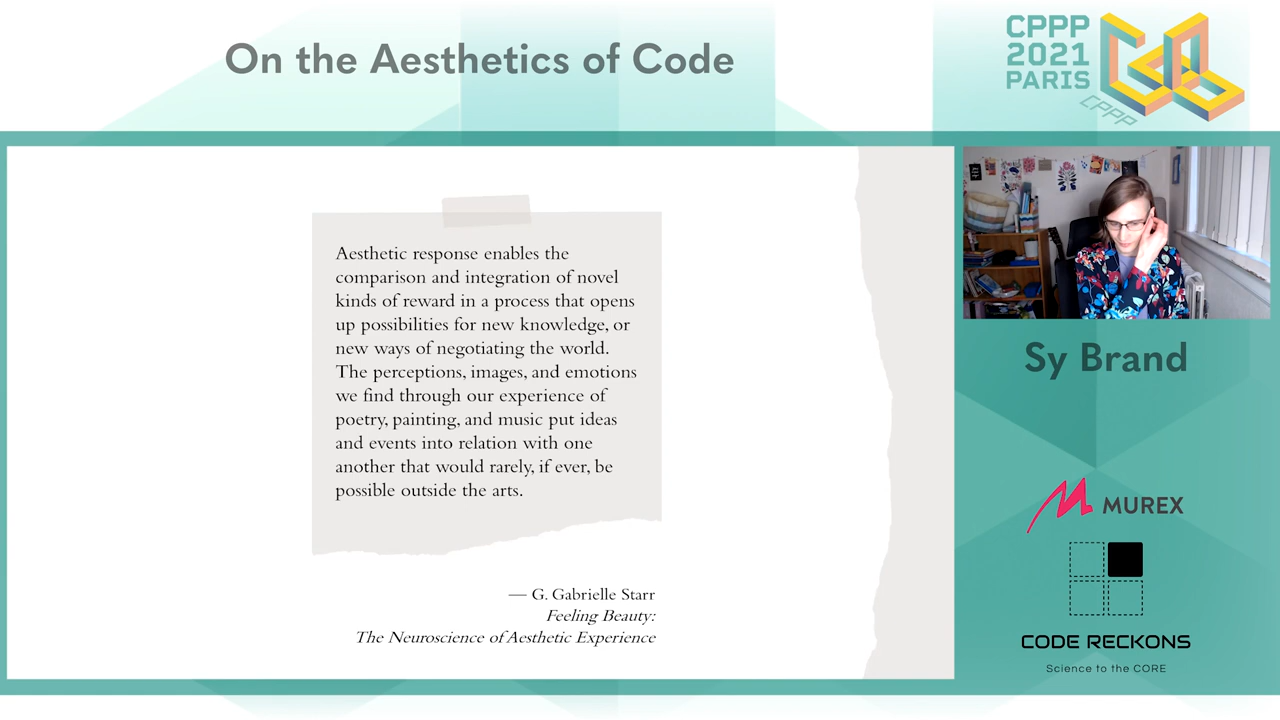 On the Aesthetics of Code
CPPP
2021
PARIS
CPPP
Aesthetic response enables the
comparison and integration of novel
kinds of reward in a process that opens
up possibilities for new knowledge, or
new ways of negotiating the world.
The perceptions, images, and emotions
we find through our experience of
poetry, painting, and music put ideas
and events into relation with one
another that would rarely, if ever, be
possible outside the arts.
— G. Gabrielle Starr
Feeling Beauty:
The Neuroscience of Aesthetic Experience
Sy Brand
MUREX
CODE RECKONS
Science to the CORE